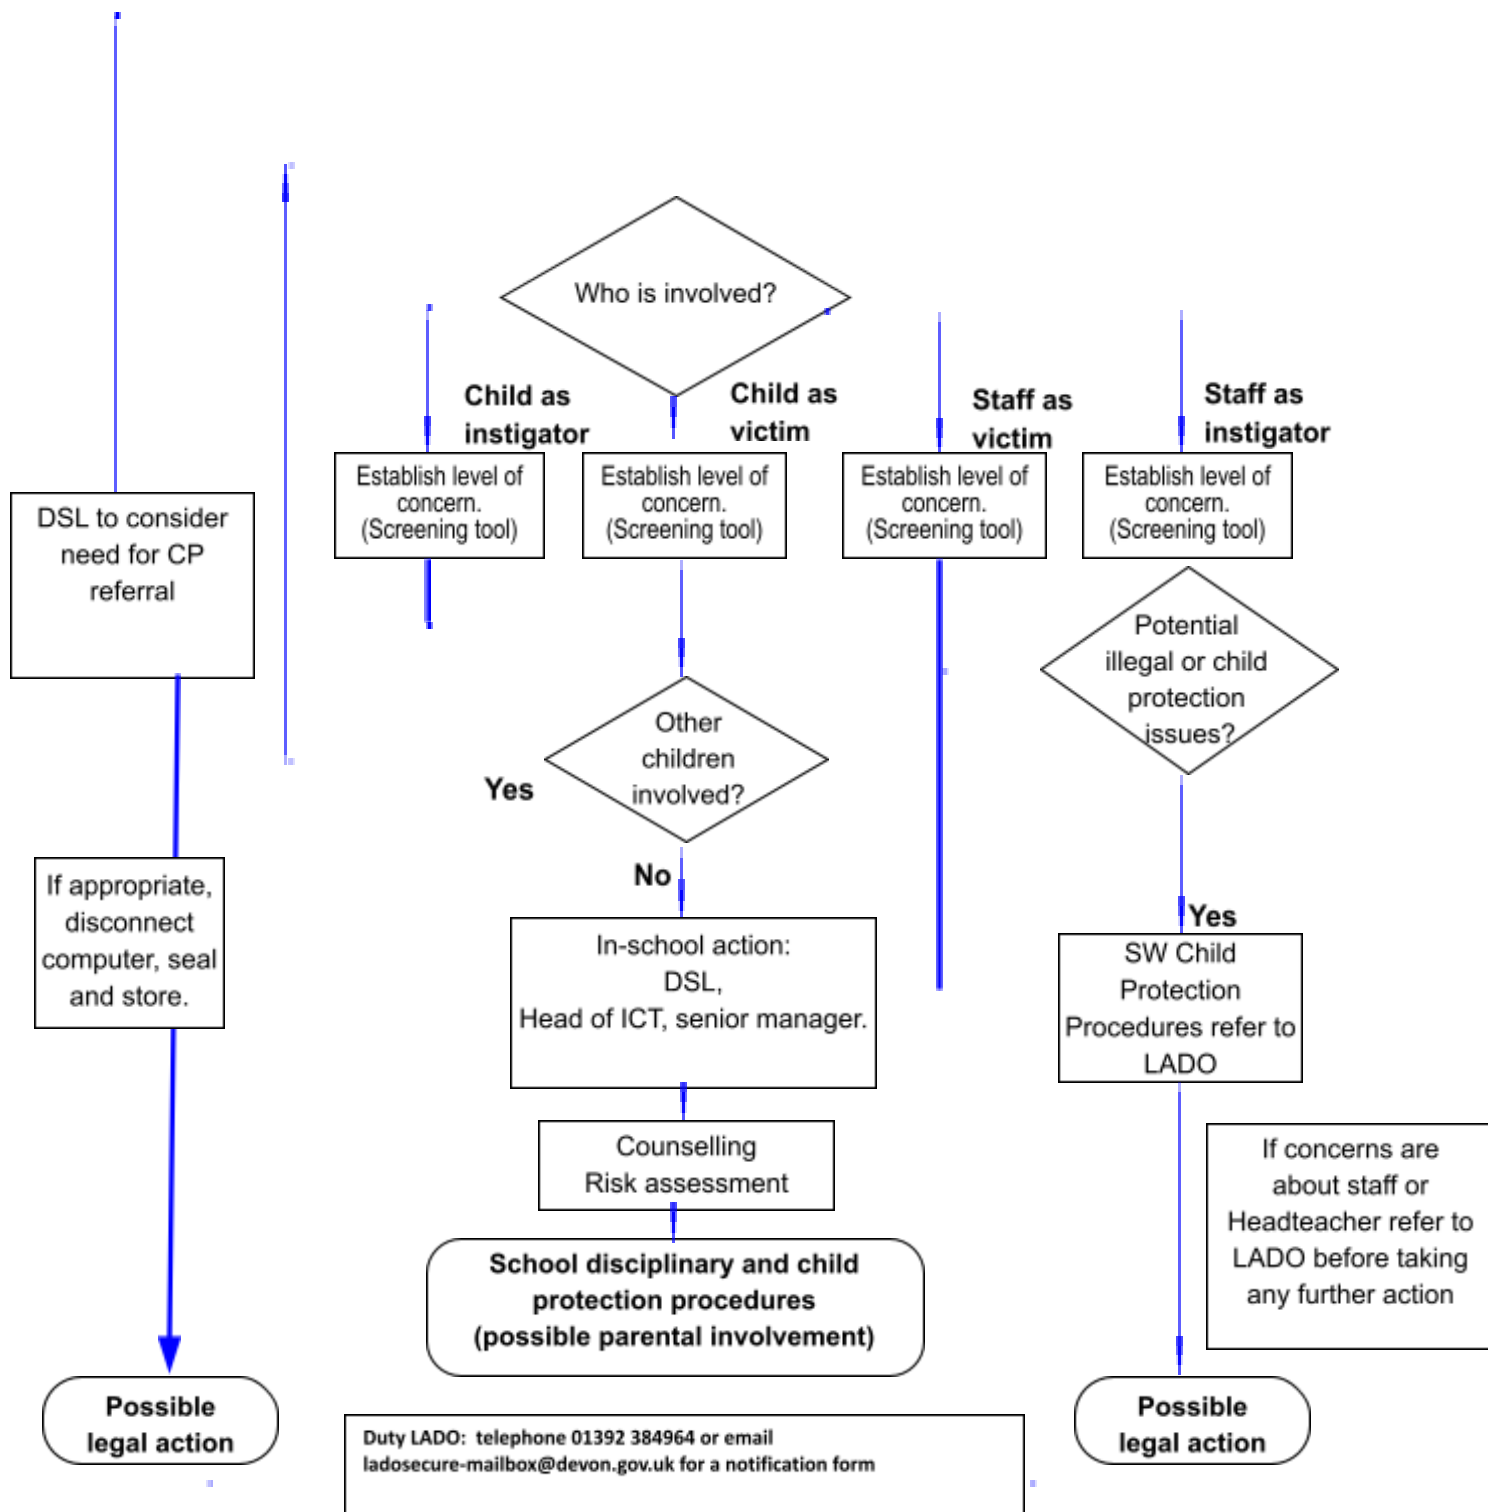 Who is involved?
Child as
instigator
Child as
victim
Staff as
victim
Staff as
instigator
Establish level of
concern.
(Screening tool)
Establish level of
concern.
(Screening tool)
Establish level of
concern.
(Screening tool)
Establish level of
concern.
(Screening tool)
DSL to consider
need for CP
referral
Potential
illegal or child
protection
issues?
Other
children
involved?
Yes
No
If appropriate,
disconnect
computer, seal
and store.
In-school action:
DSL,
Head of ICT, senior manager.
Yes
SW Child
Protection
Procedures refer to
LADO
Counselling
Risk assessment
If concerns are
about staff or
Headteacher refer to
LADO before taking
any further action
School disciplinary and child
protection procedures
(possible parental involvement)
Possible
legal action
Possible
legal action
Duty LADO: telephone 01392 384964 or email
ladosecure-mailbox@devon.gov.uk for a notification form